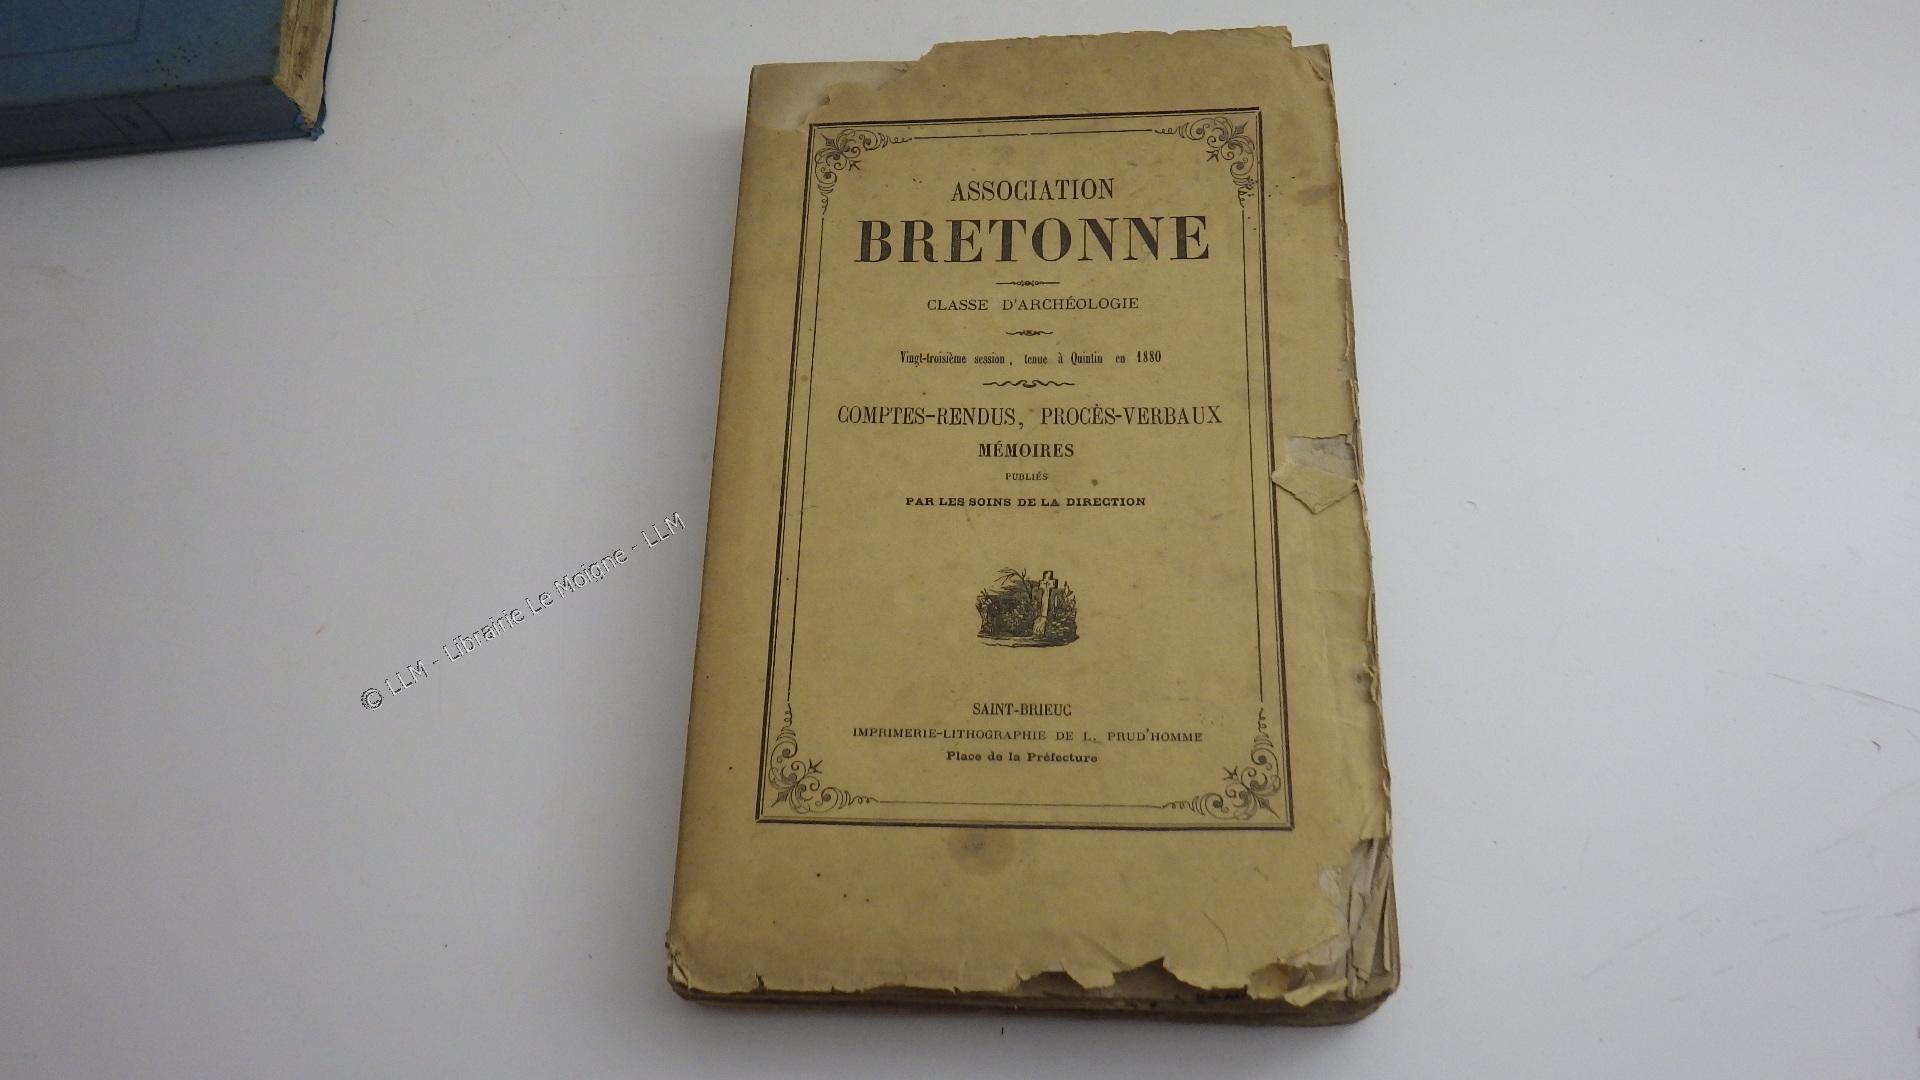 ASSOCIATION
BRETONNE
CLASSE D'ARCHÉOLOGIE
Vingt-troisième session, tenue à Quintin en 1880
COMPTES-RENDUS, PROCÈS-VERBAUX
MÉMOIRES
PUBLIÉS
PAR LES SOINS DE LA DIRECTION
SAINT-BRIEUC
IMPRIMERIE-LITHOGRAPHIE DE L. PRUD'HOMME
Place de la Préfecture
© LLM - Librairie Le Moigne - LLM